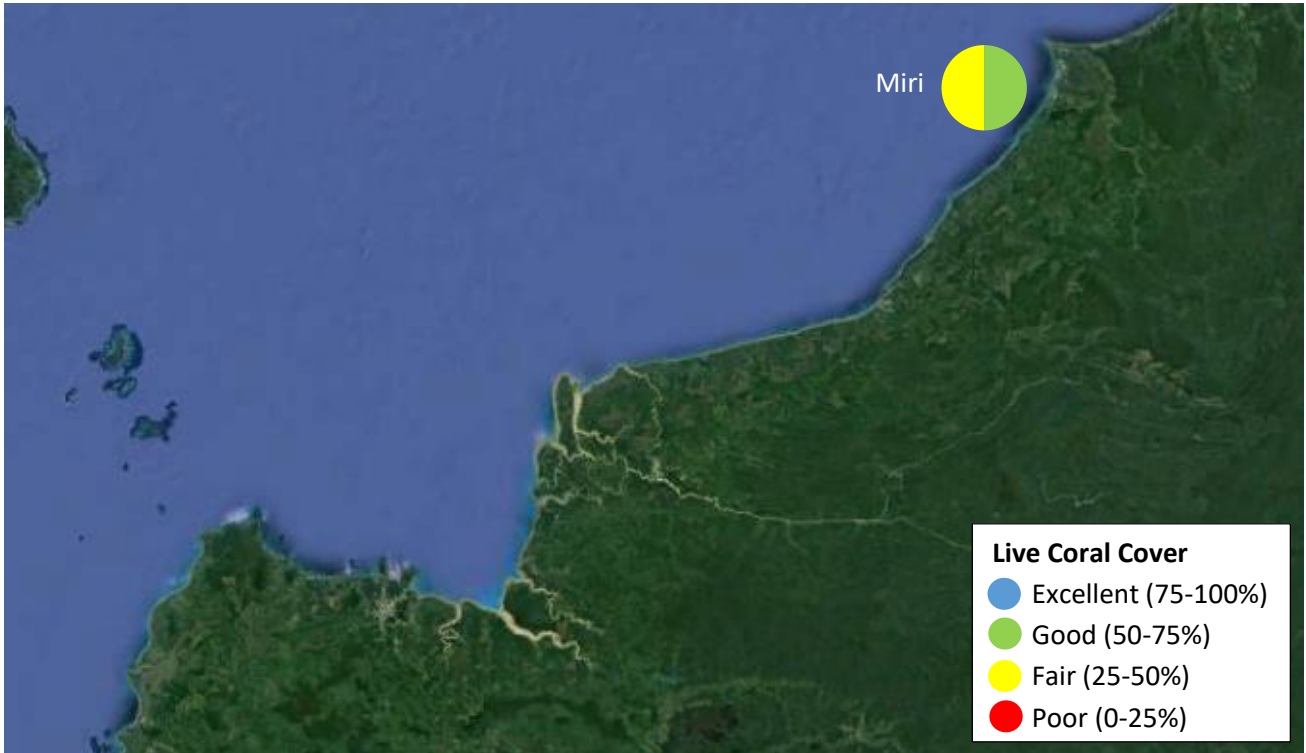 Miri
Live Coral Cover
Excellent (75-100%)
Good (50-75%)
Fair (25-50%)
Poor (0-25%)